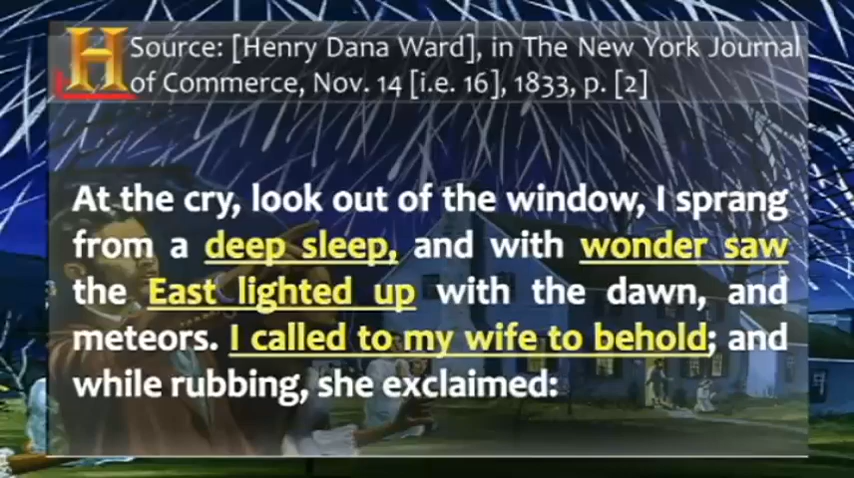 H
Source: [Henry Dana Ward], in The New York Journal
of Commerce, Nov. 14 [i.e. 16], 1833, p. [2]
At the cry, look out of the window, I sprang
from a deep sleep, and with wonder saw
the East lighted up with the dawn, and
meteors. I called to my wife to behold; and
while rubbing, she exclaimed: